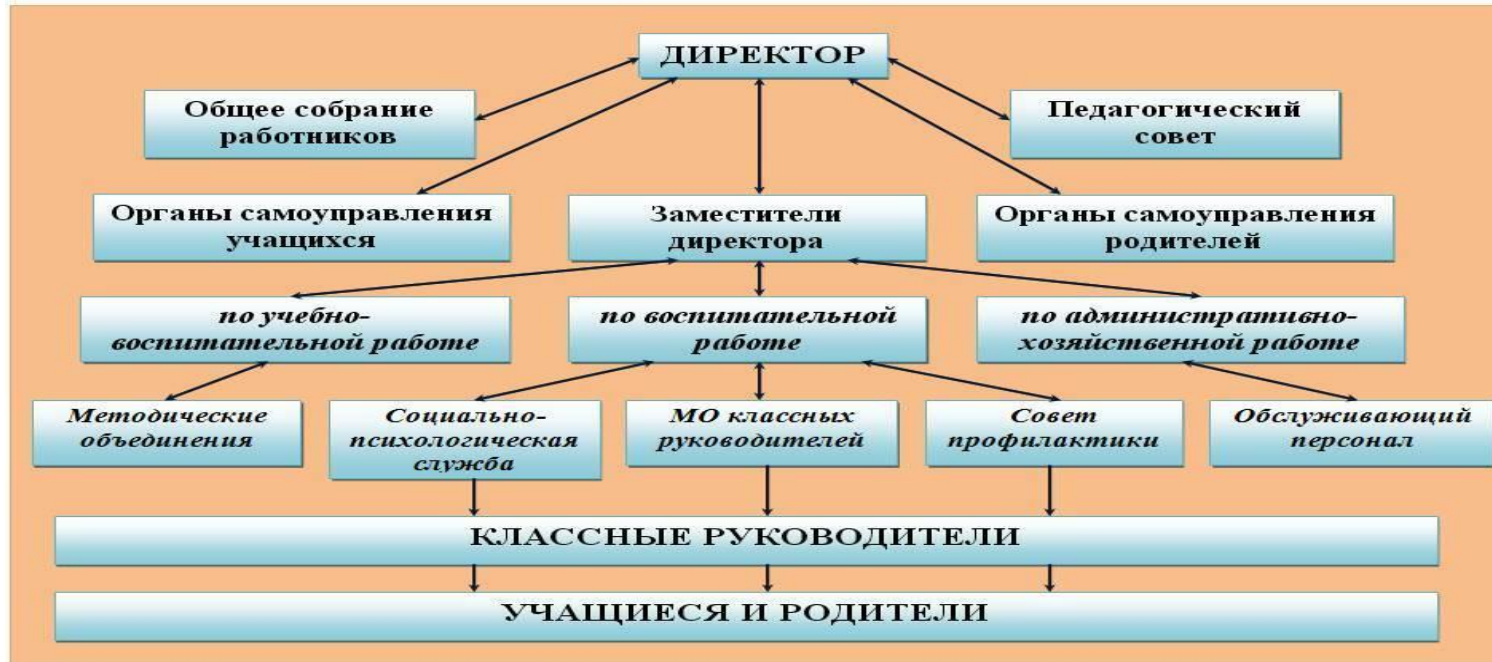 ДИРЕКТОР
Общее собрание
работников
Педагогический
совет
Органы самоуправления
учащихся
Заместители
директора
Органы самоуправления
родителей
по учебно-
воспитательной работе
по воспитательной
работе
по административно-
хозяйственной работе
Методические
объединения
Социально-
психологическая
служба
МО классных
руководителей
Совет
профилактики
Обслуживающий
персонал
КЛАССНЫЕ РУКОВОДИТЕЛИ
УЧАЩИЕСЯ И РОДИТЕЛИ